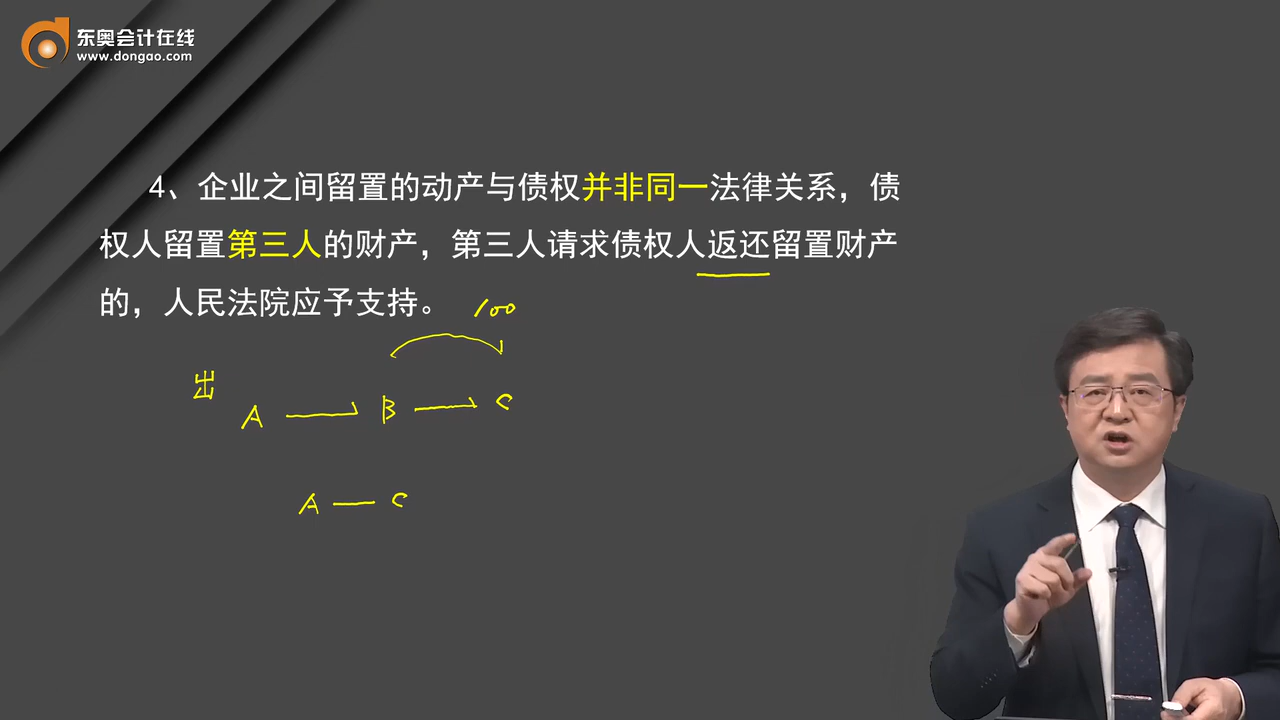 东奥会计在线
www.dongao.com
4、企业之间留置的动产与债权并非同一法律关系，债
权人留置第三人的财产，第三人请求债权人返还留置财产
的，人民法院应予支持。
100
出
A B C
A C